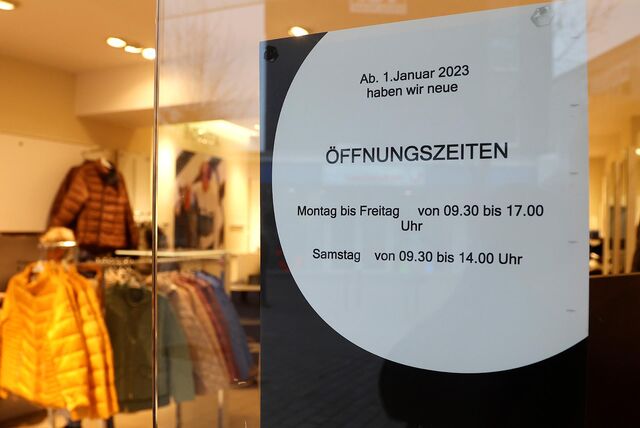 Ab. 1.Januar 2023
haben wir neue
ÖFFNUNGSZEITEN
Montag bis Freitag von 09.30 bis 17.00
Uhr
Samstag von 09.30 bis 14.00 Uhr